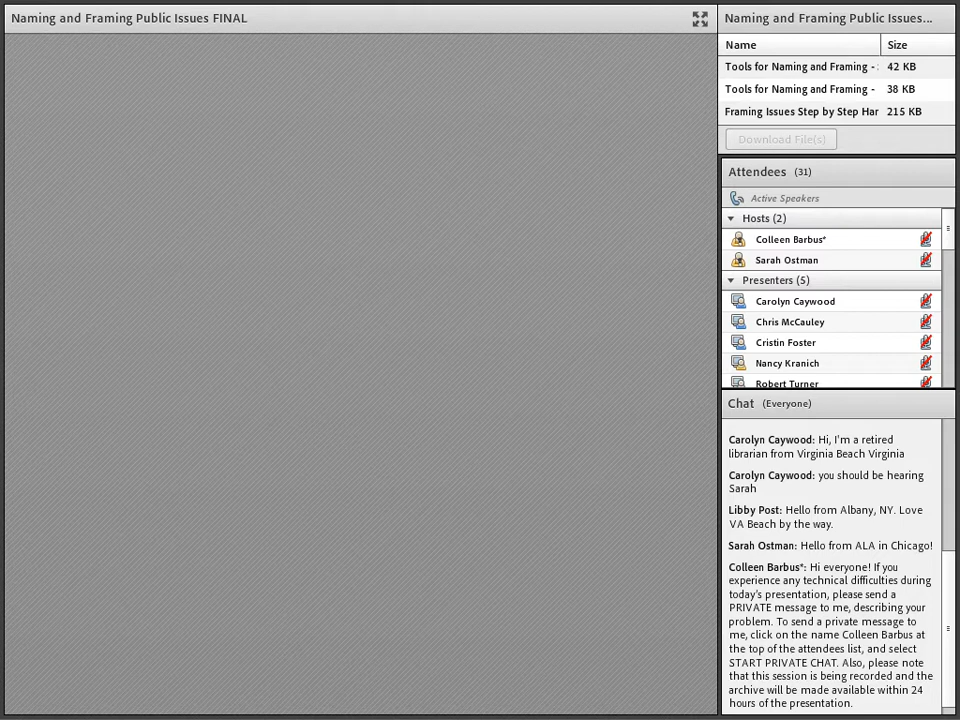 Naming and Framing Public Issues FINAL
Naming and Framing Public Issues...
Name Size
Tools for Naming and Framing - 42 KB
Tools for Naming and Framing - 38 KB
Framing Issues Step by Step Har 215 KB
Download File(s)
Attendees (31)
Active Speakers
Hosts (2)
Colleen Barbus*
Sarah Ostman
Presenters (5)
Carolyn Caywood
Chris McCauley
Cristin Foster
Nancy Kranich
Robert Turner
Chat (Everyone)
Carolyn Caywood: Hi, I'm a retired
librarian from Virginia Beach Virginia
Carolyn Caywood: you should be hearing
Sarah
Libby Post: Hello from Albany, NY. Love
VA Beach by the way.
Sarah Ostman: Hello from ALA in Chicago!
Colleen Barbus*: Hi everyone! If you
experience any technical difficulties during
today's presentation, please send a
PRIVATE message to me, describing your
problem. To send a private message to
me, click on the name Colleen Barbus at
the top of the attendees list, and select
START PRIVATE CHAT. Also, please note
that this session is being recorded and the
archive will be made available within 24
hours of the presentation.